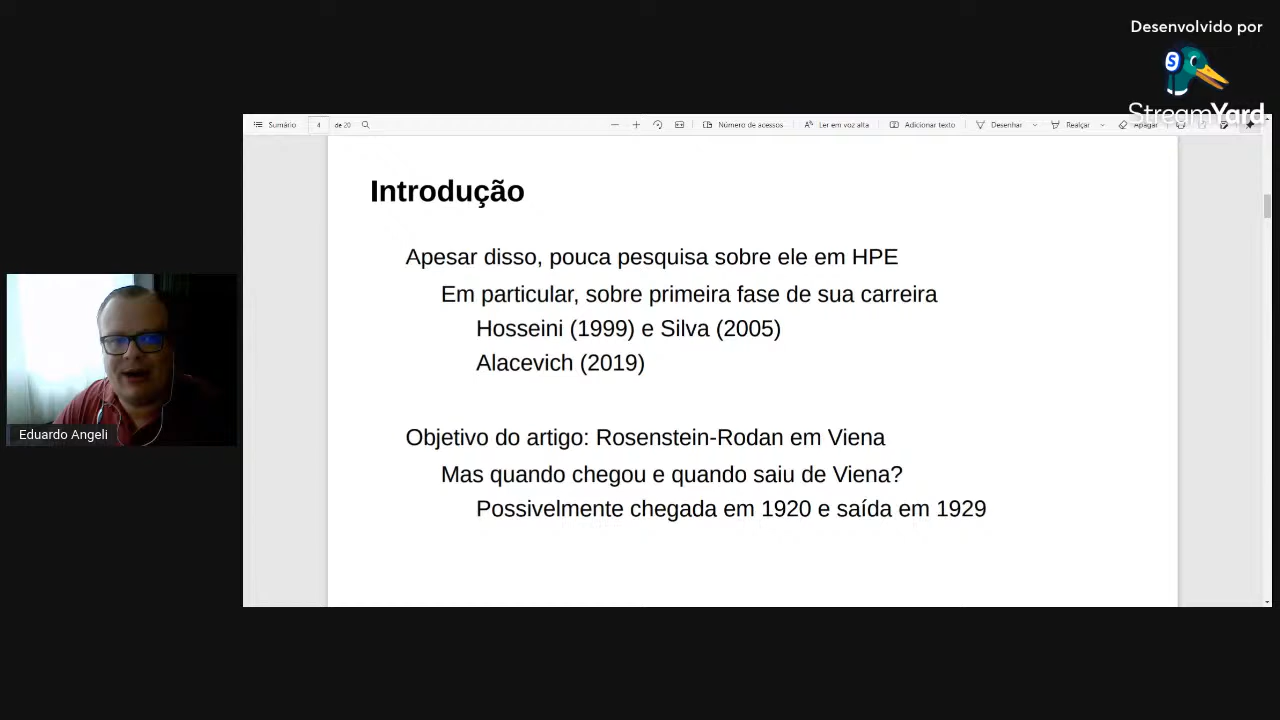 Desenvolvido por
StreamYard
Sumário 4 de 20 Número de acessos Ler em voz alta Adicionar texto Desenhar Realçar Apagar
Introdução
Apesar disso, pouca pesquisa sobre ele em HPE
Em particular, sobre primeira fase de sua carreira
Hosseini (1999) e Silva (2005)
Alacevich (2019)
Objetivo do artigo: Rosenstein-Rodan em Viena
Mas quando chegou e quando saiu de Viena?
Possivelmente chegada em 1920 e saída em 1929
Eduardo Angeli